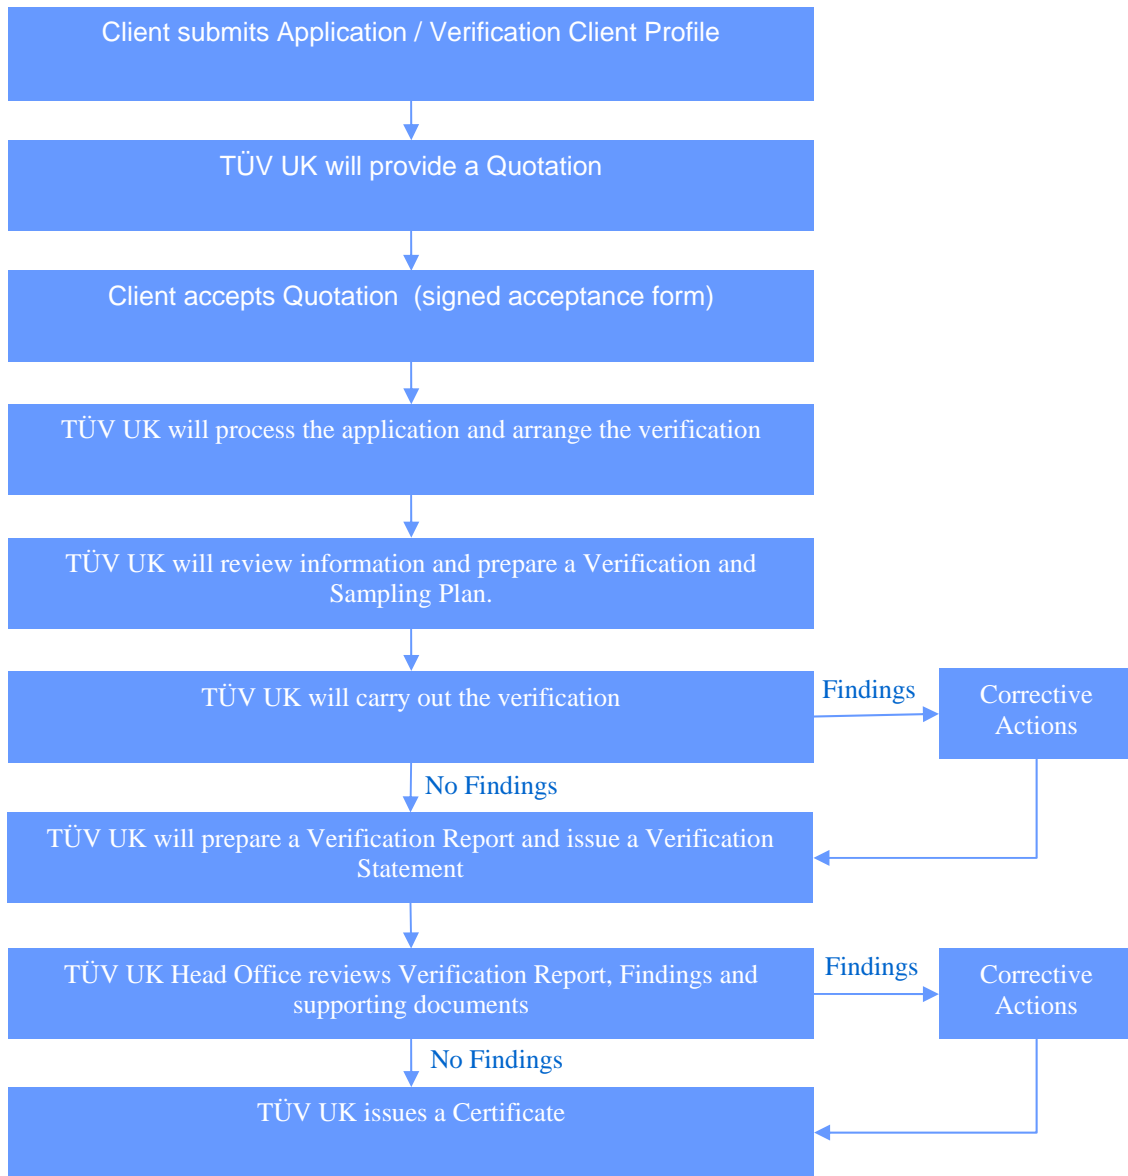 Client submits Application / Verification Client Profile
TÜV UK will provide a Quotation
Client accepts Quotation  (signed acceptance form)
TÜV UK will process the application and arrange the verification
TÜV UK will review information and prepare a Verification and
Sampling Plan.
TÜV UK will carry out the verification
Findings
Corrective
Actions
No Findings
TÜV UK will prepare a Verification Report and issue a Verification
Statement
TÜV UK Head Office reviews Verification Report, Findings and
supporting documents
Findings
Corrective
Actions
No Findings
TÜV UK issues a Certificate